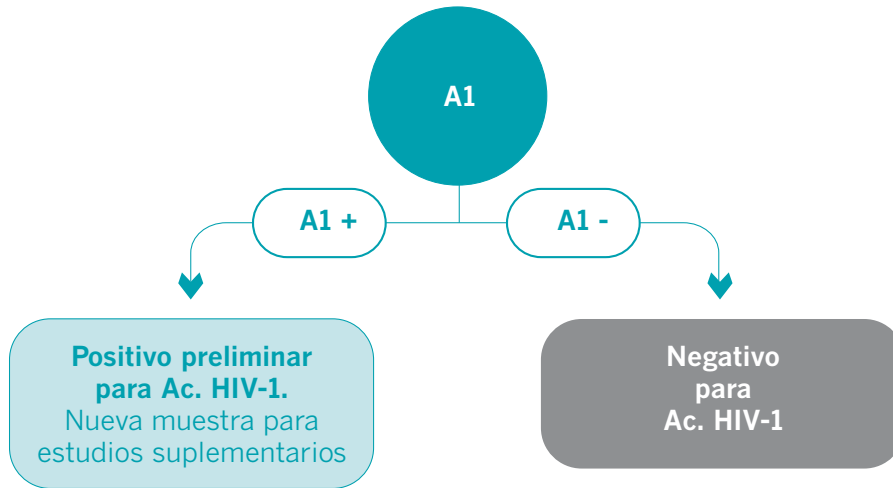 A1
A1 +
A1 -
Positivo preliminar
para Ac. HIV-1.
Nueva muestra para
estudios suplementarios
Negativo
para
Ac. HIV-1